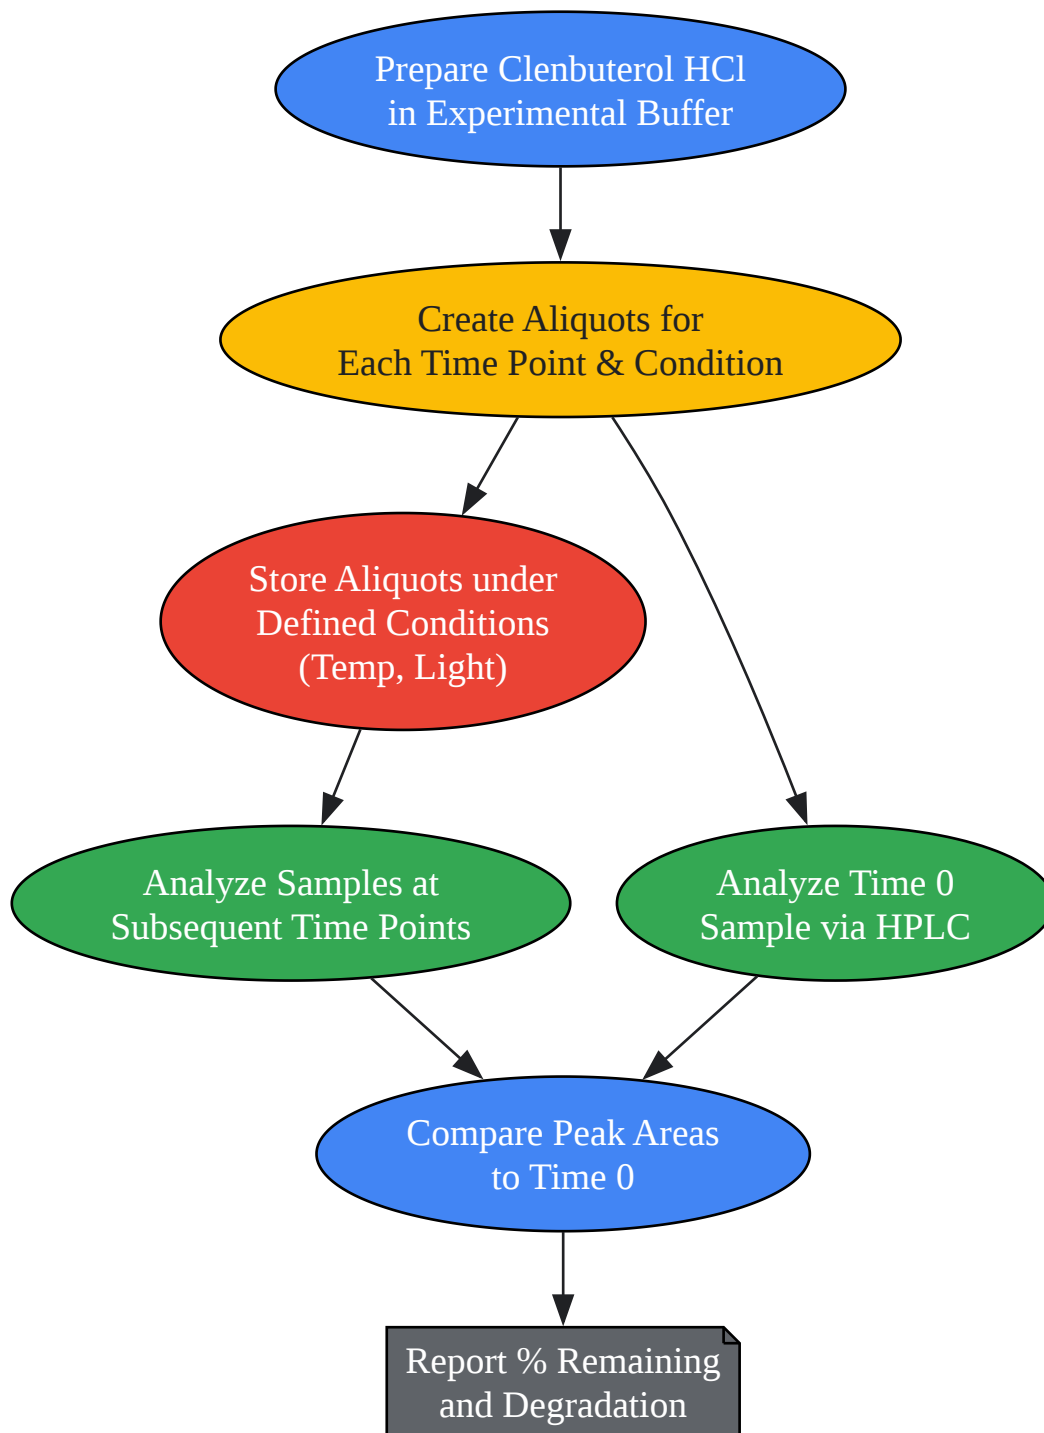 Prepare Clenbuterol HCl
in Experimental Buffer
Create Aliquots for
Each Time Point & Condition
Store Aliquots under
Defined Conditions
(Temp, Light)
Analyze Samples at
Subsequent Time Points
Analyze Time 0
Sample via HPLC
Compare Peak Areas
to Time 0
Report % Remaining
and Degradation